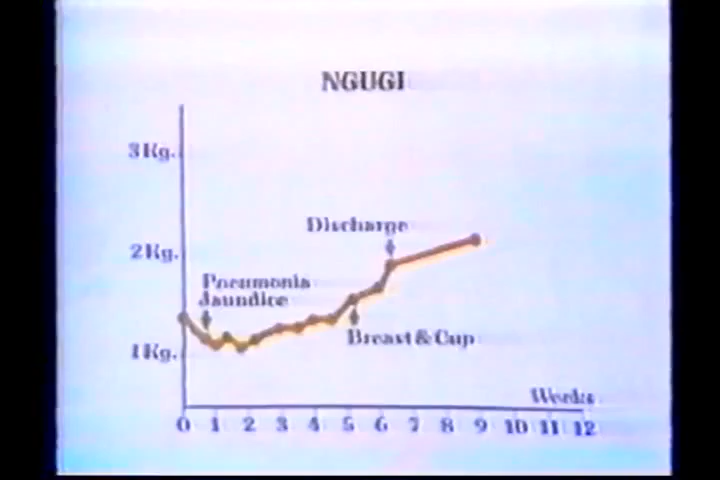 NGUGI
3Kg.
Discharge
2Kg.
Pneumonia
Jaundice
Breast & Cup
1Kg.
Weeks
0 1 2 3 4 5 6 7 8 9 10 11 12